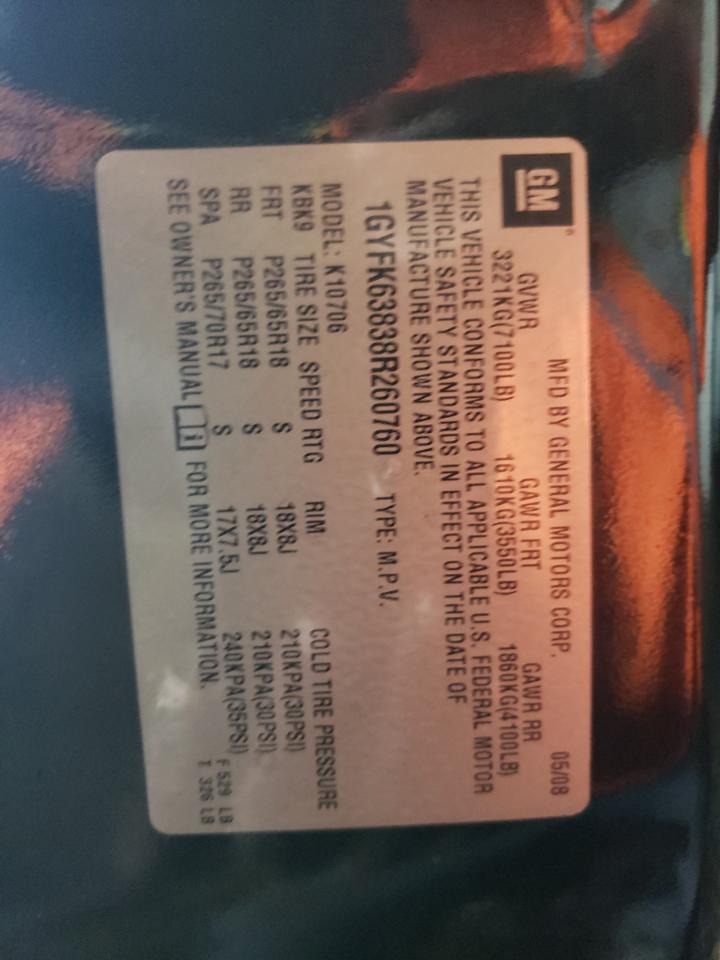 GM®
MFD BY GENERAL MOTORS CORP. 05/08
GVWR GAWR FRT GAWR RR
3221KG(7100LB) 1610KG(3550LB) 1860KG(4100LB)
THIS VEHICLE CONFORMS TO ALL APPLICABLE U.S. FEDERAL MOTOR
VEHICLE SAFETY STANDARDS IN EFFECT ON THE DATE OF
MANUFACTURE SHOWN ABOVE.
1GYFK63838R260760 TYPE: M.P.V.
MODEL: K10706
KBK9 TIRE SIZE SPEED RTG RIM COLD TIRE PRESSURE
FRT P265/65R18 S 18X8J 210KPA(30PSI)
RR P265/65R18 S 18X8J 210KPA(30PSI)
SPA P265/70R17 S 17X7.5J 240KPA(35PSI) F 529 LB
SEE OWNER'S MANUAL FOR MORE INFORMATION. T 326 LB